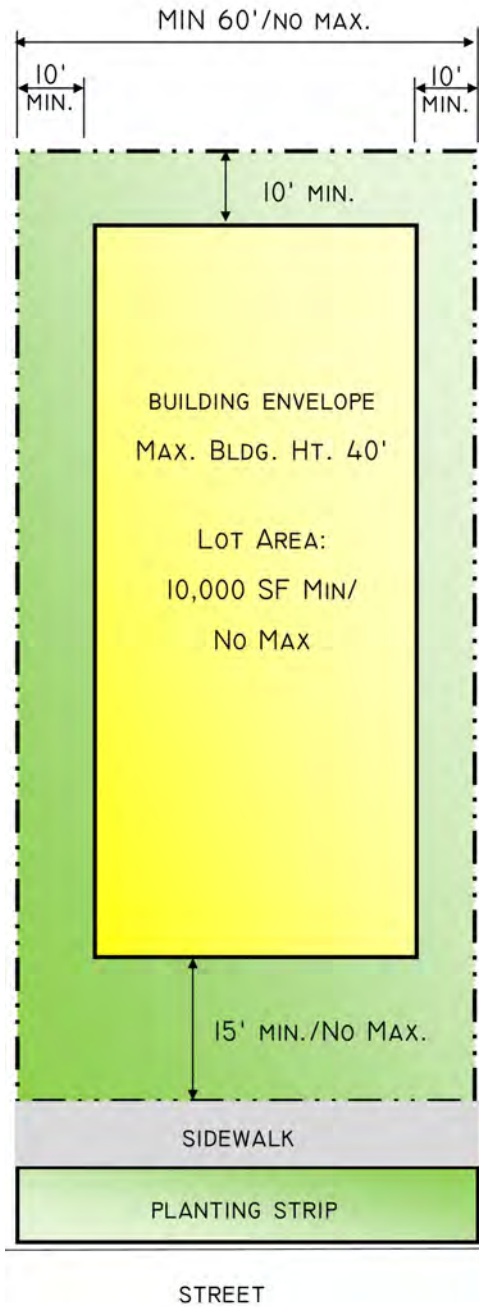 MIN 60'/NO MAX.
10'
MIN.
10'
MIN.
10' MIN.
BUILDING ENVELOPE
MAX. BLDG. HT. 40'
LOT AREA:
10,000 SF MIN/
NO MAX
15' MIN./NO MAX.
SIDEWALK
PLANTING STRIP
STREET